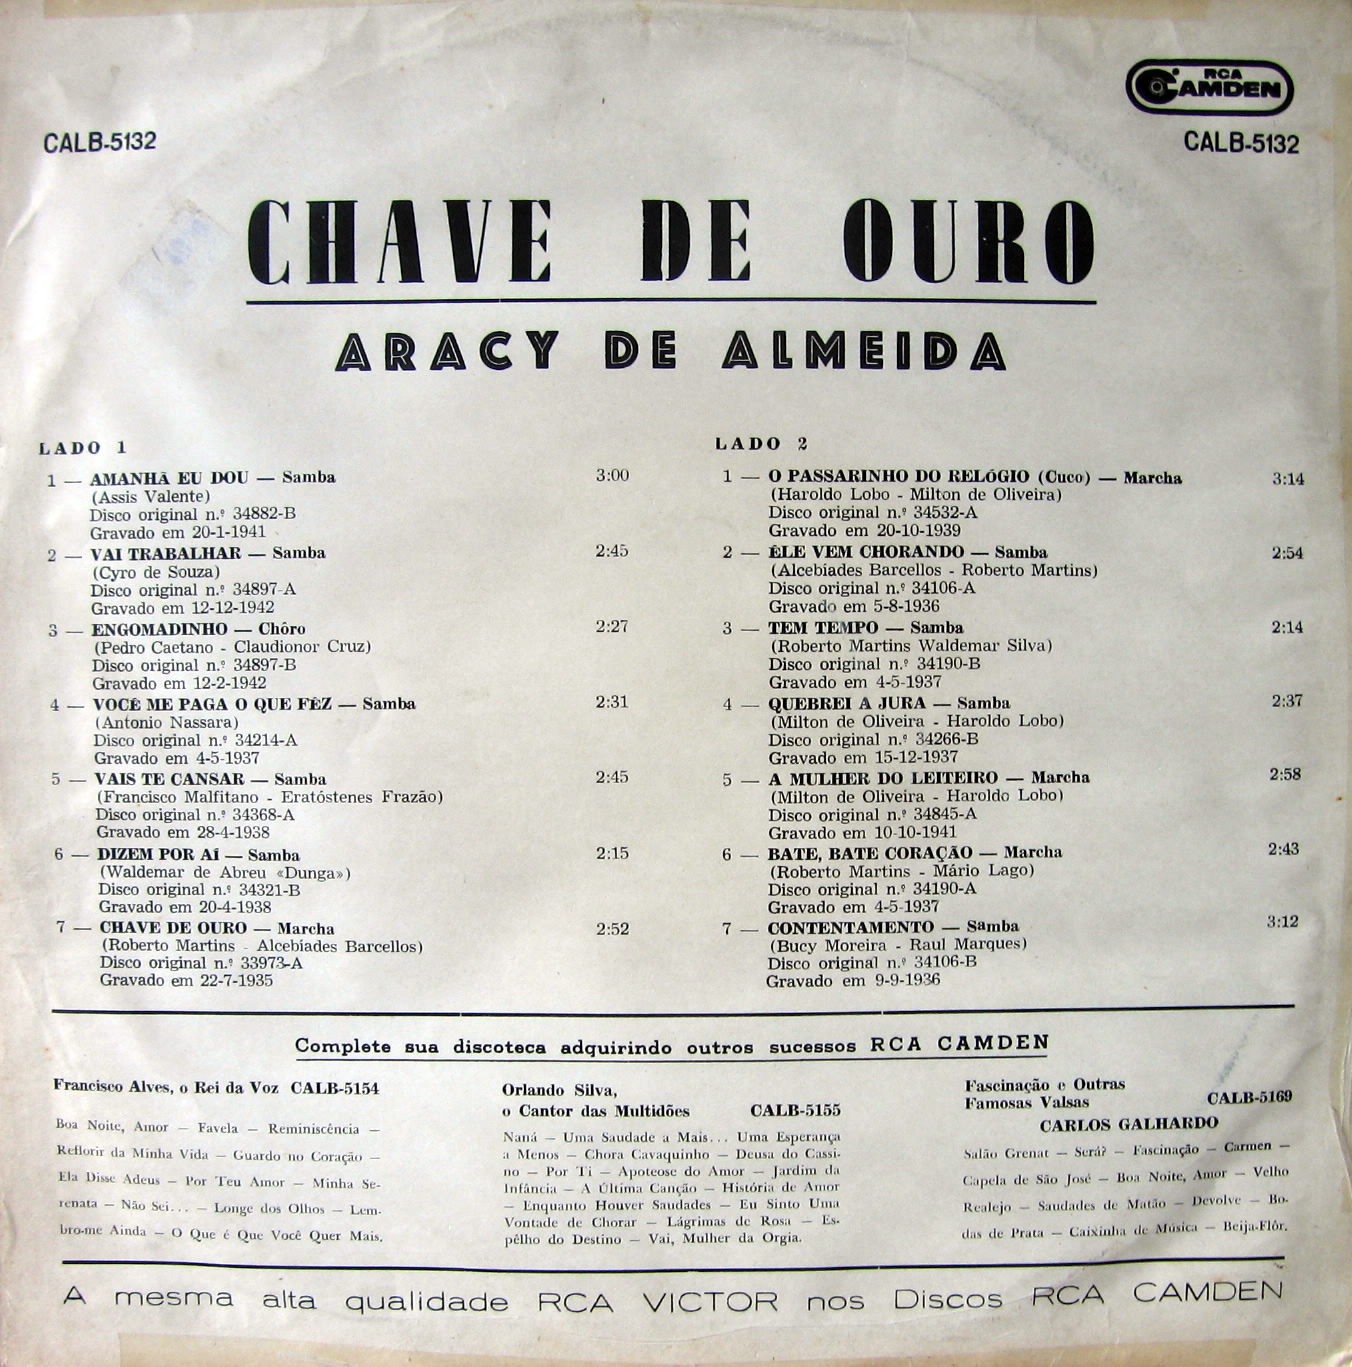 RCA
CAMDEN
CALB-5132
CALB-5132
CHAVE DE OURO
ARACY DE ALMEIDA
LADO 1
1 — AMANHÃ EU DOU — Samba 3:00
(Assis Valente)
Disco original n.º 34882-B
Gravado em 20-1-1941
2 — VAI TRABALHAR — Samba 2:45
(Cyro de Souza)
Disco original n.º 34897-A
Gravado em 12-12-1942
3 — ENGOMADINHO — Chôro 2:27
(Pedro Caetano - Claudionor Cruz)
Disco original n.º 34897-B
Gravado em 12-2-1942
4 — VOCÊ ME PAGA O QUE FÊZ — Samba 2:31
(Antonio Nassara)
Disco original n.º 34214-A
Gravado em 4-5-1937
5 — VAIS TE CANSAR — Samba 2:45
(Francisco Malfitano - Eratóstenes Frazão)
Disco original n.º 34368-A
Gravado em 28-4-1938
6 — DIZEM POR AÍ — Samba 2:15
(Waldemar de Abreu «Dunga»)
Disco original n.º 34321-B
Gravado em 20-4-1938
7 — CHAVE DE OURO — Marcha 2:52
(Roberto Martins - Alcebíades Barcellos)
Disco original n.º 33973-A
Gravado em 22-7-1935
LADO 2
1 — O PASSARINHO DO RELÓGIO (Cuco) — Marcha 3:14
(Haroldo Lobo - Milton de Oliveira)
Disco original n.º 34532-A
Gravado em 20-10-1939
2 — ÊLE VEM CHORANDO — Samba 2:54
(Alcebiades Barcellos - Roberto Martins)
Disco original n.º 34106-A
Gravado em 5-8-1936
3 — TEM TEMPO — Samba 2:14
(Roberto Martins Waldemar Silva)
Disco original n.º 34190-B
Gravado em 4-5-1937
4 — QUEBREI A JURA — Samba 2:37
(Milton de Oliveira - Haroldo Lobo)
Disco original n.º 34266-B
Gravado em 15-12-1937
5 — A MULHER DO LEITEIRO — Marcha 2:58
(Milton de Oliveira - Haroldo Lobo)
Disco original n.º 34845-A
Gravado em 10-10-1941
6 — BATE, BATE CORAÇÃO — Marcha 2:43
(Roberto Martins - Mário Lago)
Disco original n.º 34190-A
Gravado em 4-5-1937
7 — CONTENTAMENTO — Samba 3:12
(Bucy Moreira - Raul Marques)
Disco original n.º 34106-B
Gravado em 9-9-1936
Complete sua discoteca adquirindo outros sucessos RCA CAMDEN
Francisco Alves, o Rei da Voz CALB-5154
Boa Noite, Amor — Favela — Reminiscência —
Reflorir da Minha Vida — Guardo no Coração —
Ela Disse Adeus — Por Teu Amor — Minha Se-
renata — Não Sei... — Longe dos Olhos — Lem-
bro-me Ainda — O Que é Que Você Quer Mais.
Orlando Silva,
o Cantor das Multidões CALB-5155
Naná — Uma Saudade a Mais... Uma Esperança
a Menos — Chora Cavaquinho — Deusa do Cassi-
no — Por Ti — Apoteose do Amor — Jardim da
Infância — A Última Canção — História de Amor
— Enquanto Houver Saudades — Eu Sinto Uma
Vontade de Chorar — Lágrimas de Rosa — Es-
pêlho do Destino — Vai, Mulher da Orgia.
Fascinação e Outras
Famosas Valsas CALB-5169
CARLOS GALHARDO
Salão Grenat — Será? — Fascinação — Carmen —
Capela de São José — Boa Noite, Amor — Velho
Realejo — Saudades de Matão — Devolve — Bo-
das de Prata — Caixinha de Música — Beija-Flôr.
A mesma alta qualidade RCA VICTOR nos Discos RCA CAMDEN